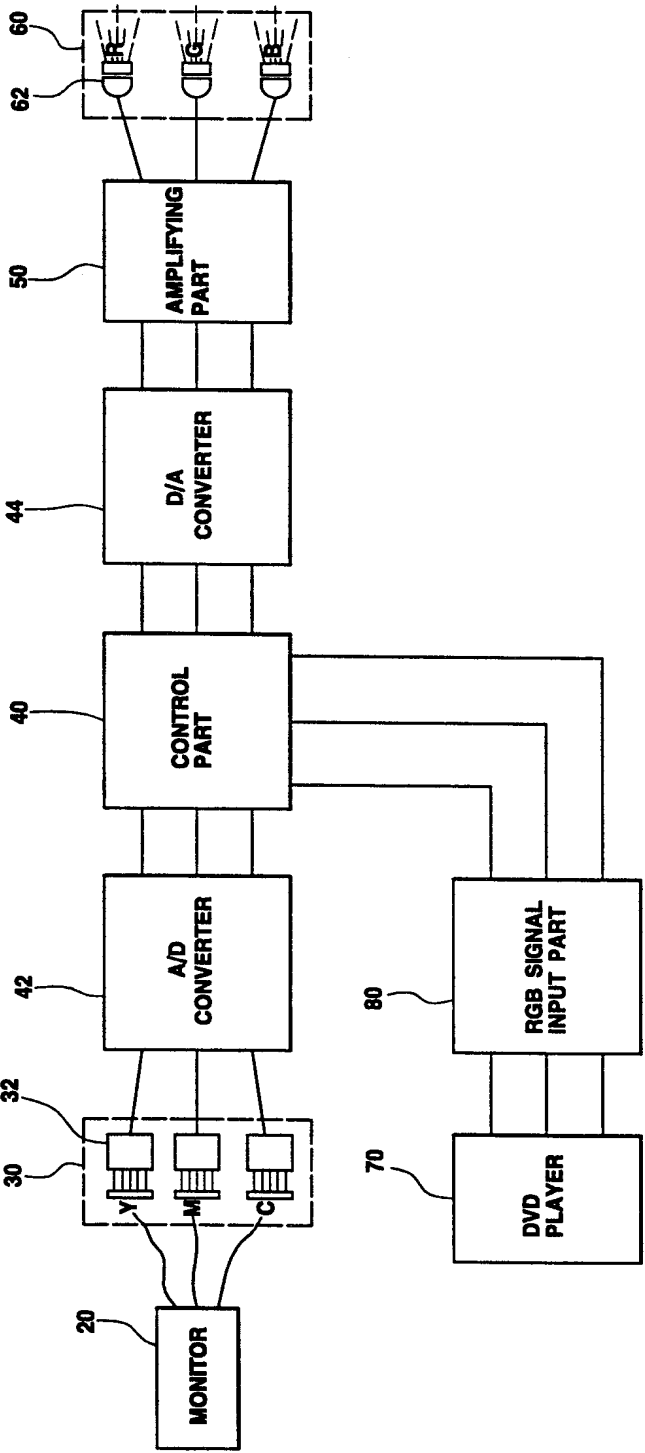 20
MONITOR
30
32
Y
M
C
42
A/D
CONVERTER
40
CONTROL
PART
44
D/A
CONVERTER
50
AMPLIFYING
PART
60
62
R
G
B
70
DVD
PLAYER
80
RGB SIGNAL
INPUT PART